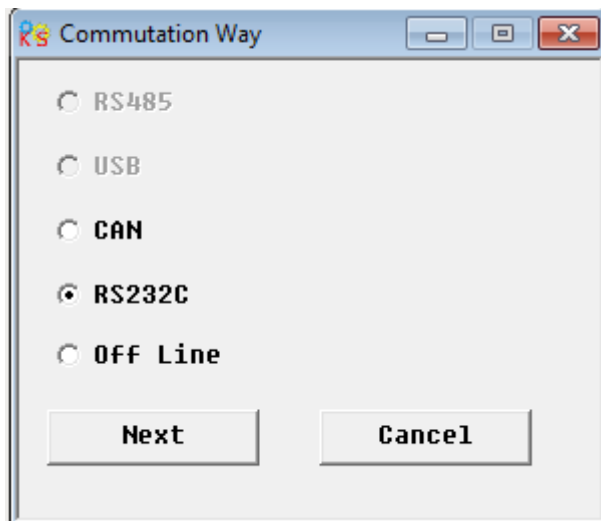 Commutation Way
RS485
USB
CAN
RS232C
Off Line
Next Cancel